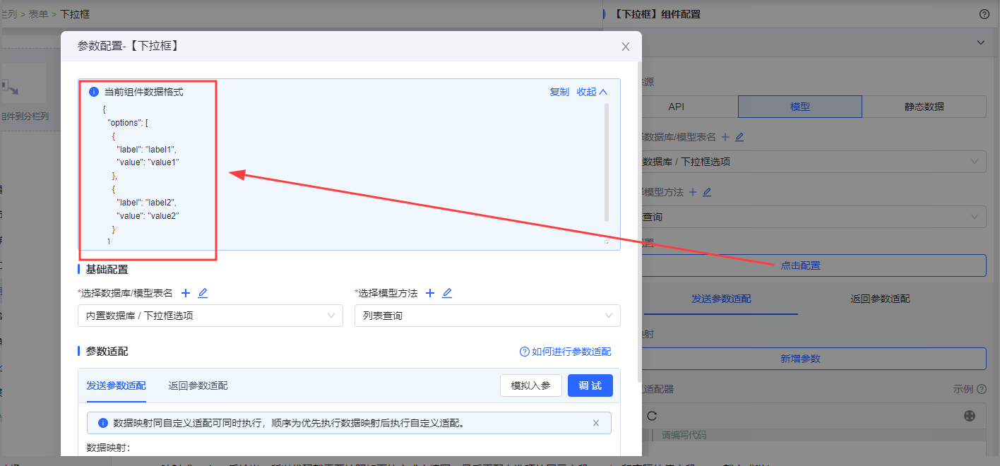 栏列 > 表单 > 下拉框
【下拉框】组件配置
参数配置-【下拉框】
当前组件数据格式
复制 收起
{
"options": [
{
"label": "label1",
"value": "value1"
},
{
"label": "label2",
"value": "value2"
}
]
基础配置
*选择数据库/模型表名
*选择模型方法
内置数据库 / 下拉框选项
列表查询
参数适配
如何进行参数适配
发送参数适配 返回参数适配
模拟入参 调 试
数据映射同自定义适配可同时执行，顺序为优先执行数据映射后执行自定义适配。
数据映射：
组件到分栏列
源
API 模型 静态数据
数据库/模型表名
数据库 / 下拉框选项
模型方法
查询
置
点击配置
发送参数适配 返回参数适配
映射
新增参数
适配器
示例
请编写代码